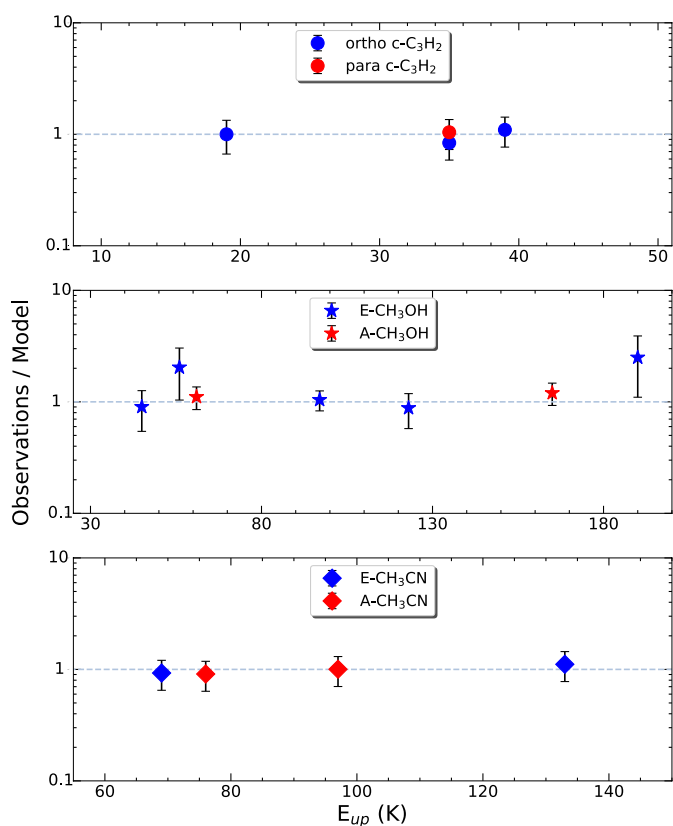 10
ortho c-C₃H₂
para c-C₃H₂
1
0.1
10 20 30 40 50
10
E-CH₃OH
A-CH₃OH
Observations / Model
1
0.1
30 80 130 180
10
E-CH₃CN
A-CH₃CN
1
0.1
60 80 100 120 140
E_up (K)